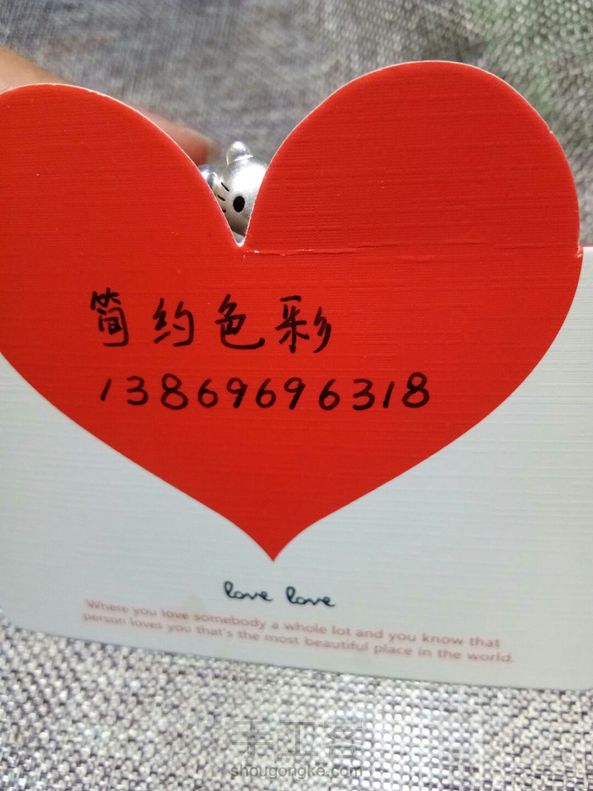 简约色彩
13869696318
love love
Where you love somebody a whole lot and you know that
person loves you that's the most beautiful place in the world.
手工客
shougongke.com